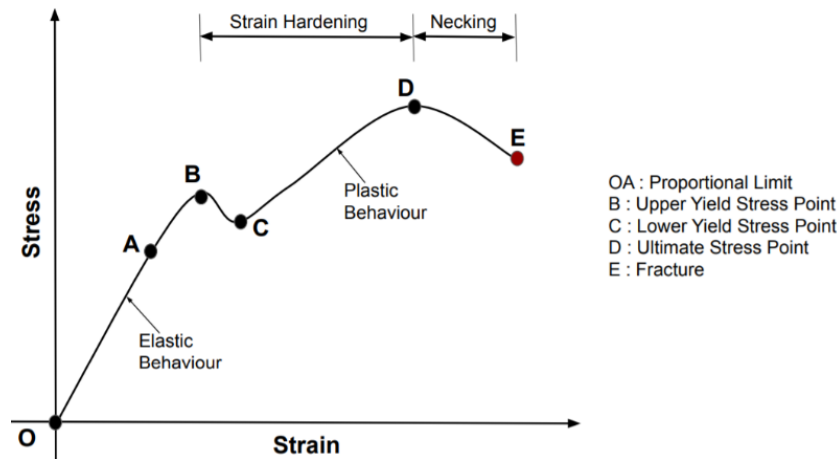 Strain Hardening
Necking
D
E
B
Plastic
Behaviour
C
A
Elastic
Behaviour
O
Stress
Strain
OA : Proportional Limit
B : Upper Yield Stress Point
C : Lower Yield Stress Point
D : Ultimate Stress Point
E : Fracture